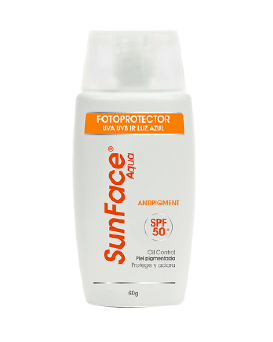 FOTOPROTECTOR
UVA UVB IR LUZ AZUL
SunFace®
Aqua
ANTIPIGMENT
SPF
50+
Oil Control
Piel pigmentada
Protege y aclara
60g